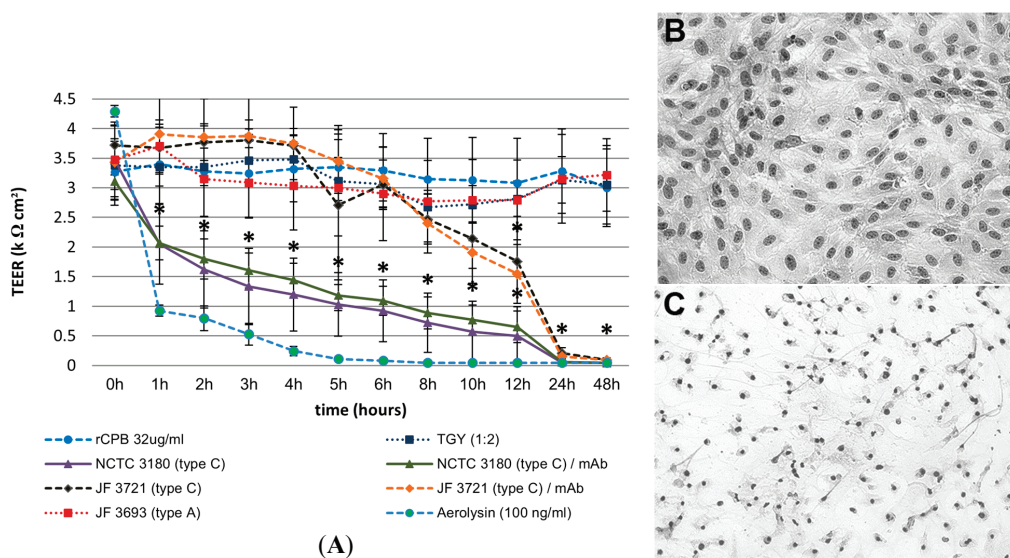 B
4.5
4
3.5
3
2.5
2
1.5
1
0.5
0
TEER (k Ω cm²)
* * * * * * * * * * * *
0h 1h 2h 3h 4h 5h 6h 8h 10h 12h 24h 48h
time (hours)
C
rCPB 32ug/ml
TGY (1:2)
NCTC 3180 (type C)
NCTC 3180 (type C) / mAb
JF 3721 (type C)
JF 3721 (type C) / mAb
JF 3693 (type A)
Aerolysin (100 ng/ml)
(A)